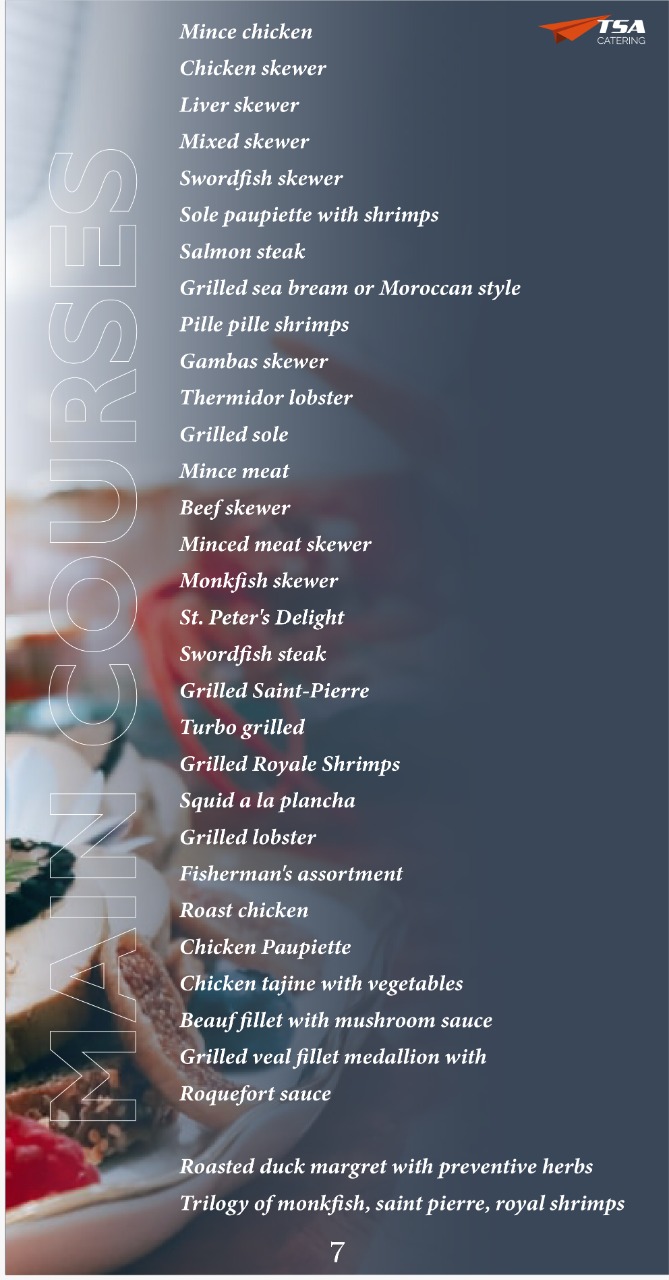 TSA
CATERING
MAIN COURSES
Mince chicken
Chicken skewer
Liver skewer
Mixed skewer
Swordfish skewer
Sole paupiette with shrimps
Salmon steak
Grilled sea bream or Moroccan style
Pille pille shrimps
Gambas skewer
Thermidor lobster
Grilled sole
Mince meat
Beef skewer
Minced meat skewer
Monkfish skewer
St. Peter's Delight
Swordfish steak
Grilled Saint-Pierre
Turbo grilled
Grilled Royale Shrimps
Squid a la plancha
Grilled lobster
Fisherman's assortment
Roast chicken
Chicken Paupiette
Chicken tajine with vegetables
Beauf fillet with mushroom sauce
Grilled veal fillet medallion with
Roquefort sauce
Roasted duck margret with preventive herbs
Trilogy of monkfish, saint pierre, royal shrimps
7